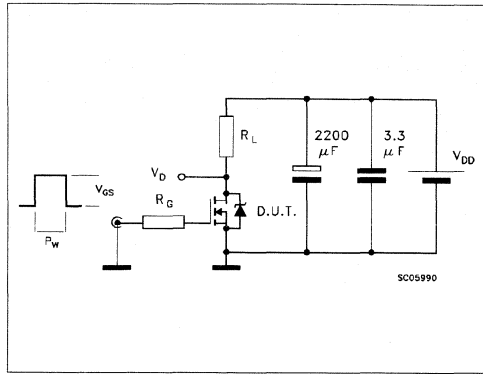 R_L
2200
µF
3.3
µF
V_DD
V_D
V_GS
R_G
D.U.T.
P_W
SC05990